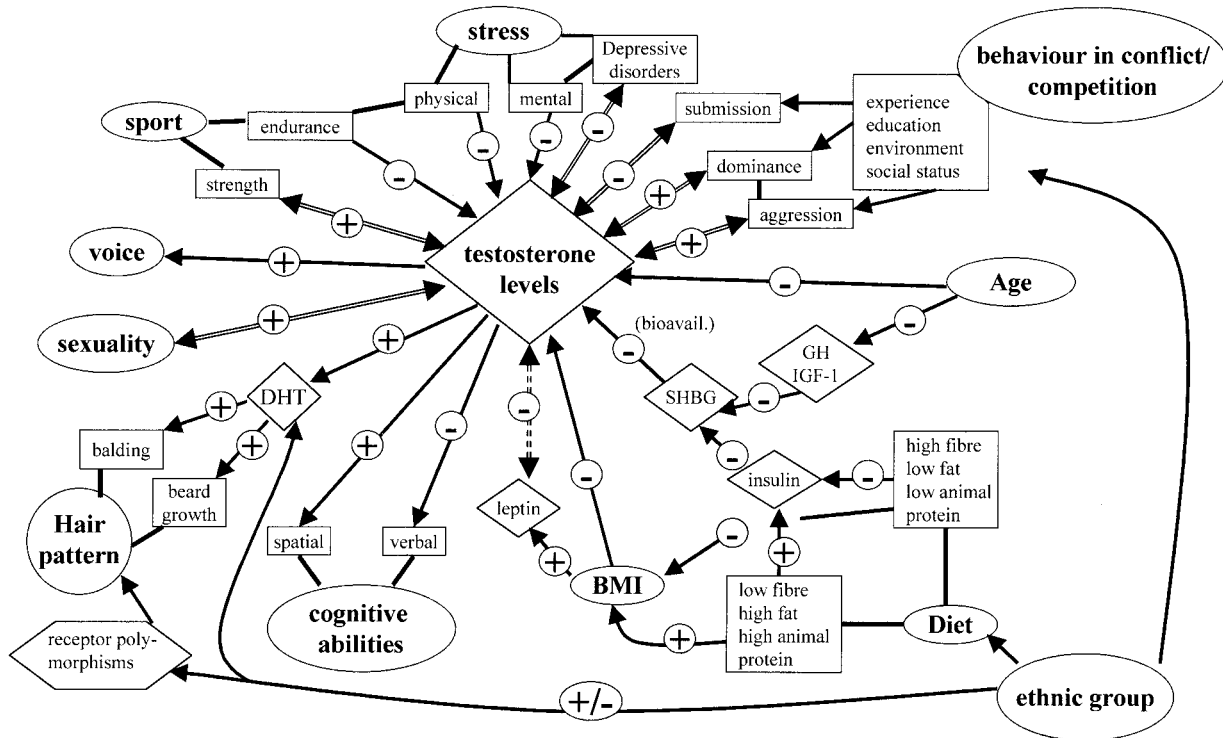 stress
behaviour in conflict/
competition
Depressive
disorders
physical
mental
submission
experience
education
environment
social status
sport
endurance
-
-
-
-
-
dominance
strength
+
+
aggression
+
voice
+
testosterone
levels
-
Age
sexuality
+
+
(bioavail.)
-
-
GH
IGF-1
DHT
SHBG
-
-
+
+
+
-
balding
beard
growth
-
-
insulin
-
high fibre
low fat
low animal
protein
leptin
Hair
pattern
spatial
verbal
+
-
+
BMI
low fibre
high fat
high animal
protein
cognitive
abilities
+
Diet
receptor poly-
morphisms
+/-
ethnic group